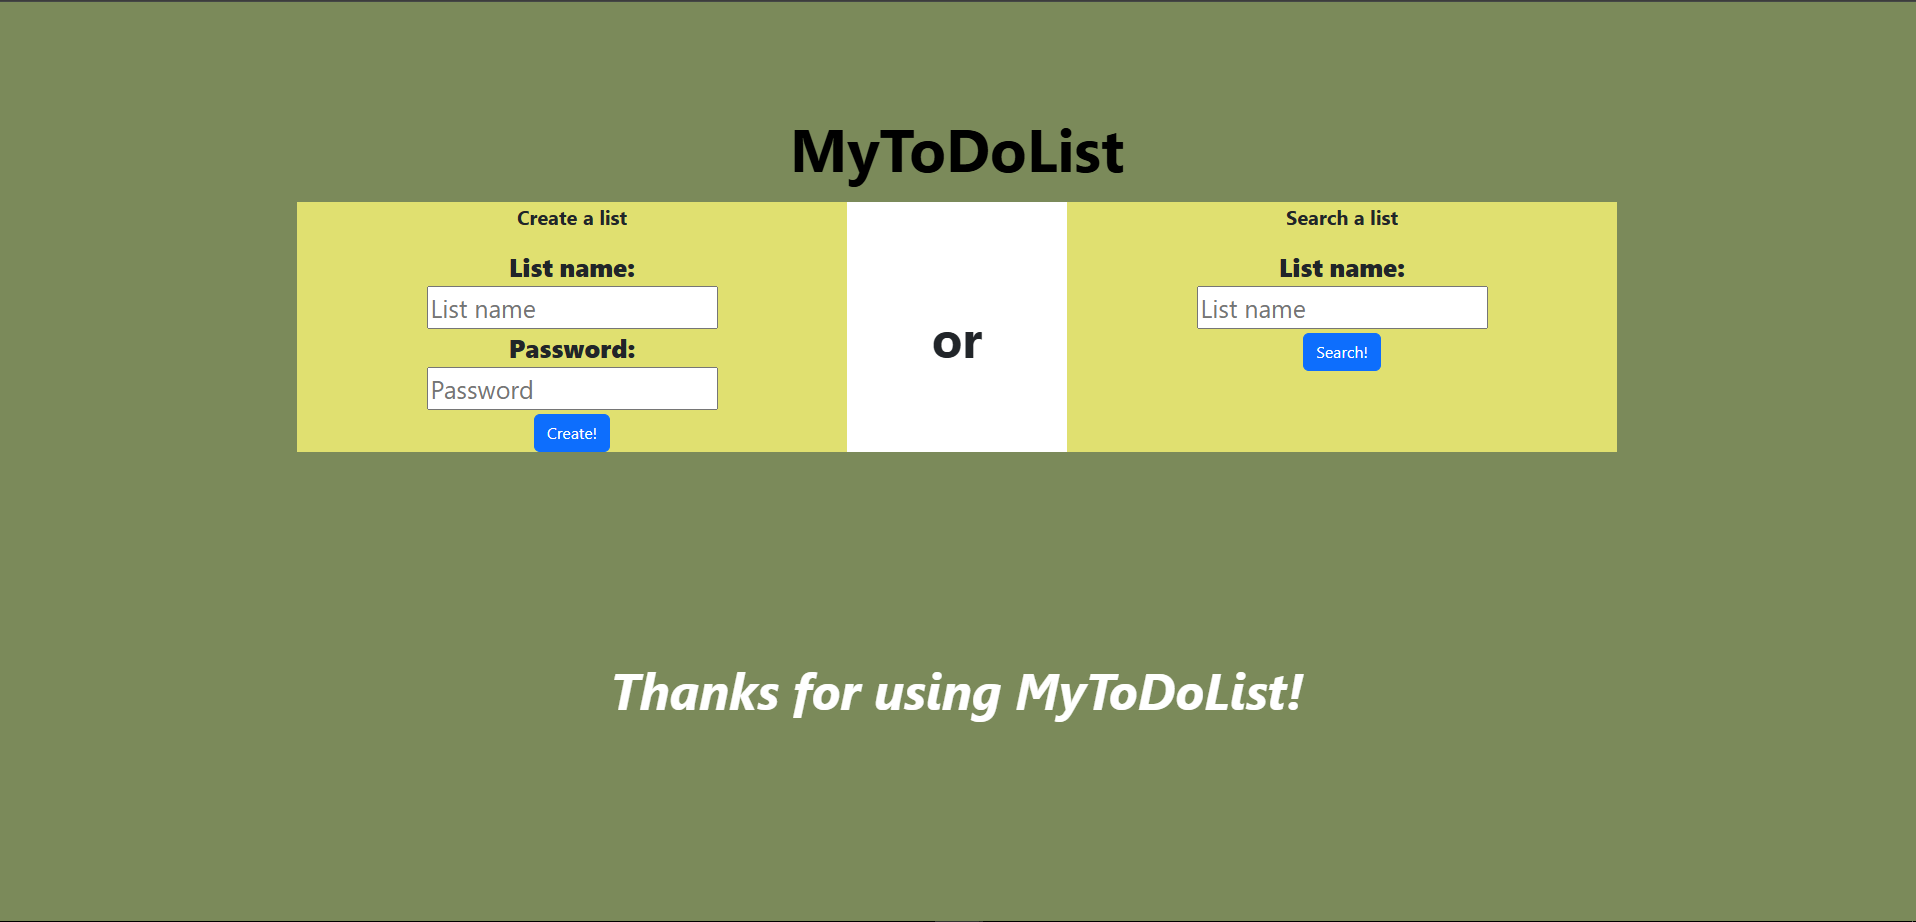 MyToDoList
Create a list
List name:
List name
Password:
Password
Create!
or
Search a list
List name:
List name
Search!
Thanks for using MyToDoList!